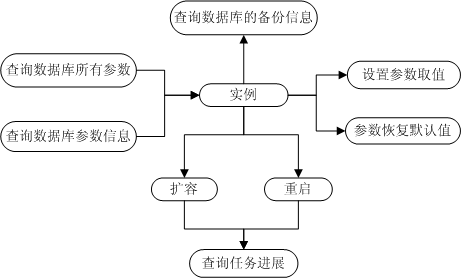 查询数据库的备份信息
查询数据库所有参数
实例
设置参数取值
查询数据库参数信息
参数恢复默认值
扩容
重启
查询任务进展